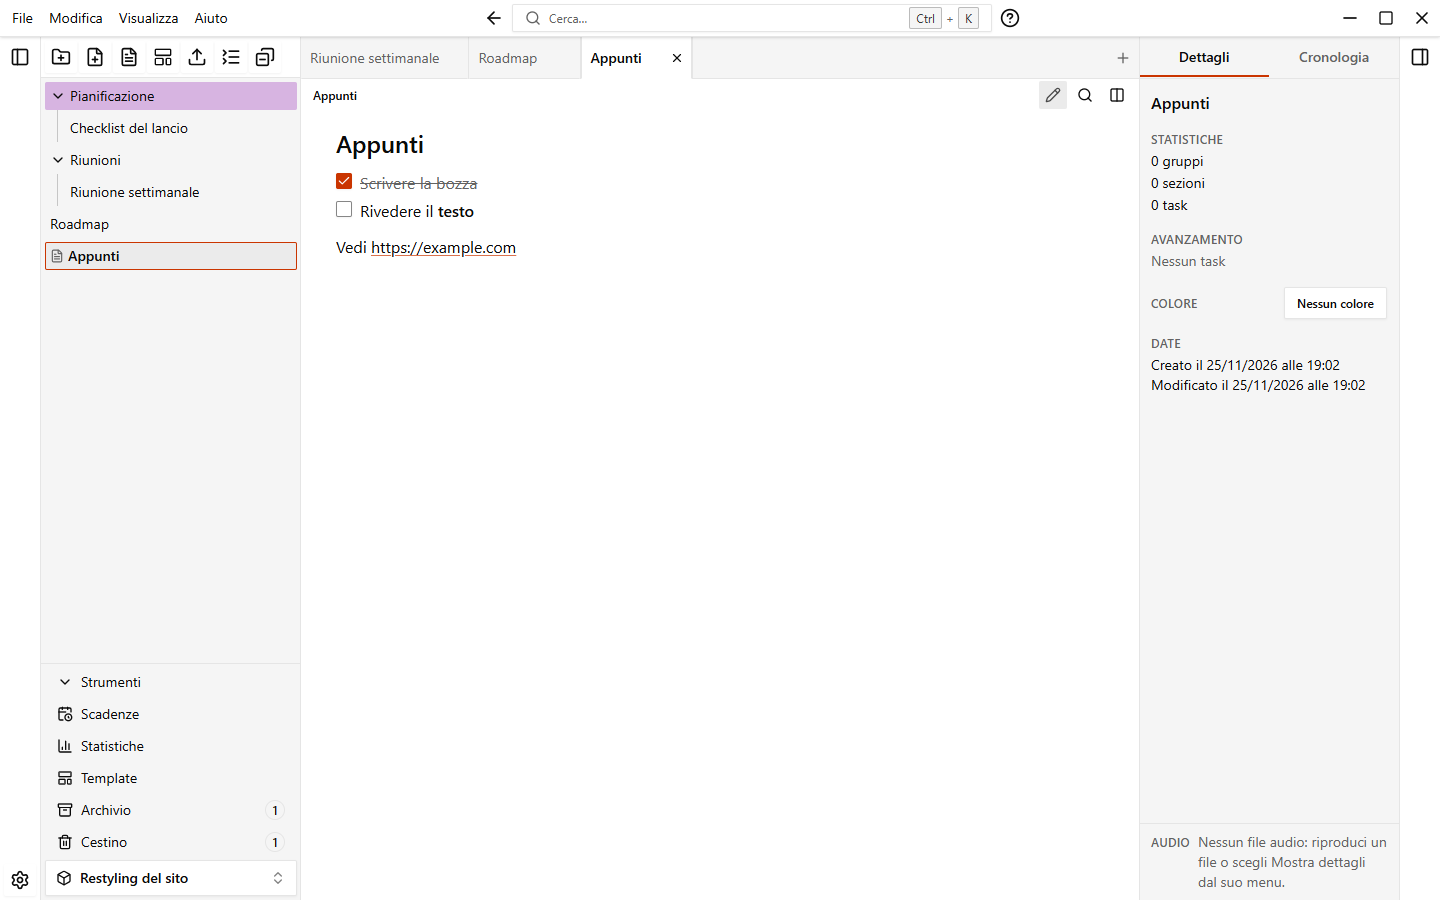 File Modifica Visualizza Aiuto
Cerca... Ctrl + K
Pianificazione
Checklist del lancio
Riunioni
Riunione settimanale
Roadmap
Appunti
Strumenti
Scadenze
Statistiche
Template
Archivio 1
Cestino 1
Restyling del sito
Riunione settimanale Roadmap Appunti
Appunti
Appunti
Scrivere la bozza
Rivedere il testo
Vedi https://example.com
Dettagli Cronologia
Appunti
STATISTICHE
0 gruppi
0 sezioni
0 task
AVANZAMENTO
Nessun task
COLORE Nessun colore
DATE
Creato il 25/11/2026 alle 19:02
Modificato il 25/11/2026 alle 19:02
AUDIO Nessun file audio: riproduci un
file o scegli Mostra dettagli
dal suo menu.